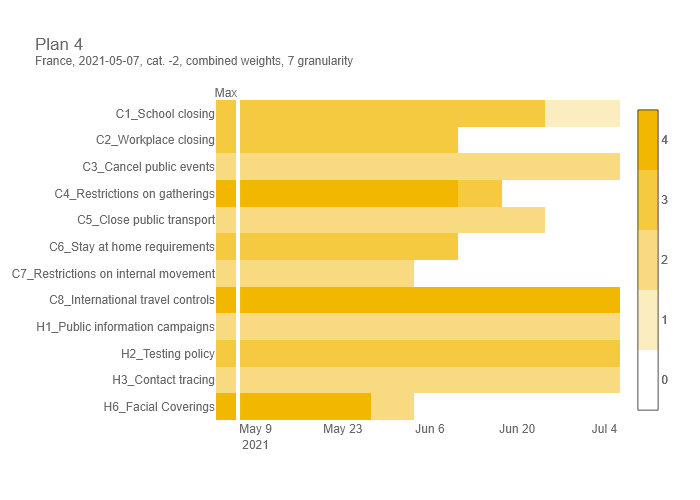 Plan 4
France, 2021-05-07, cat. -2, combined weights, 7 granularity
Max
C1_School closing
C2_Workplace closing
C3_Cancel public events
C4_Restrictions on gatherings
C5_Close public transport
C6_Stay at home requirements
C7_Restrictions on internal movement
C8_International travel controls
H1_Public information campaigns
H2_Testing policy
H3_Contact tracing
H6_Facial Coverings
May 9 May 23 Jun 6 Jun 20 Jul 4
2021
4
3
2
1
0